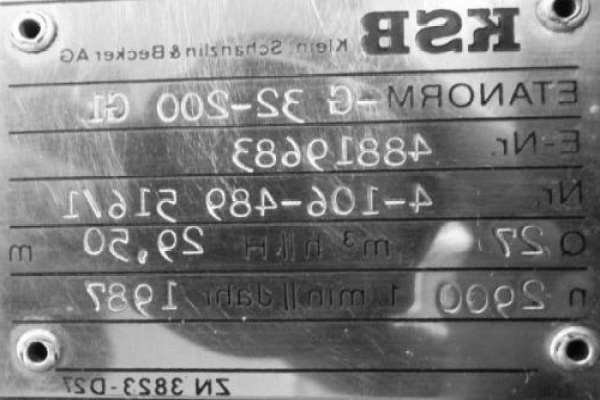 KSB Klein, Schanzlin & Becker AG
ETANORM-G 32-200 G1
E-Nr. 48819683
Nr. 4-106-489 516/1
Q 27 m³ h//H 29,50 m
n 2900 1 min//Jahr 1987
ZN 3823-D27